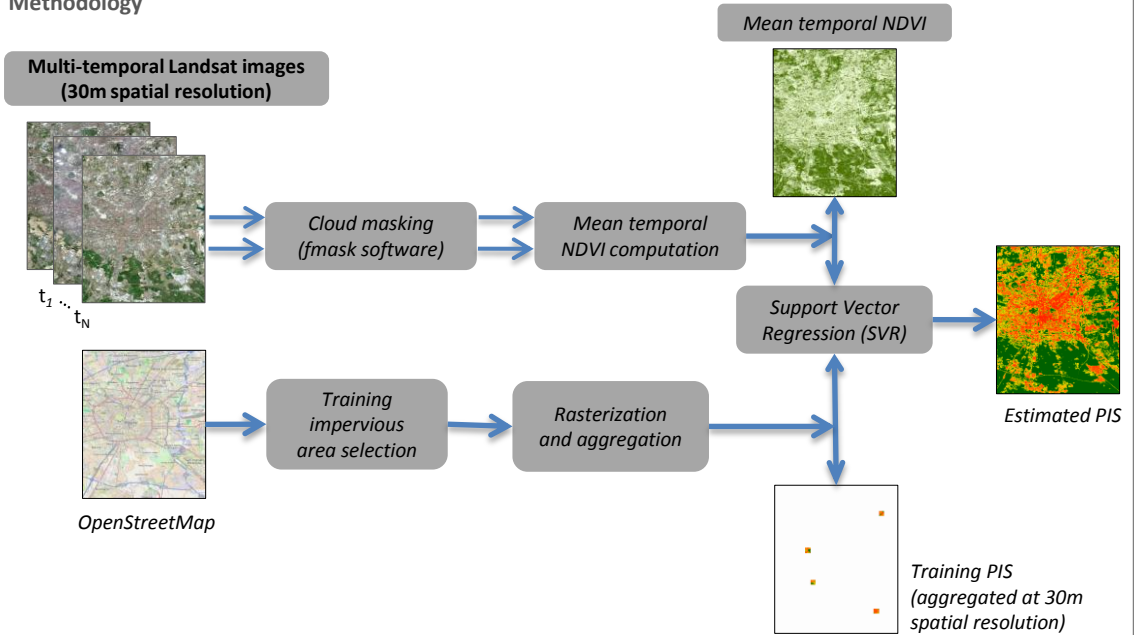 Methodology
Mean temporal NDVI
Multi-temporal Landsat images
(30m spatial resolution)
Cloud masking
(fmask software)
Mean temporal
NDVI computation
t1 ... tN
Support Vector
Regression (SVR)
Estimated PIS
Training
impervious
area selection
Rasterization
and aggregation
OpenStreetMap
Training PIS
(aggregated at 30m
spatial resolution)